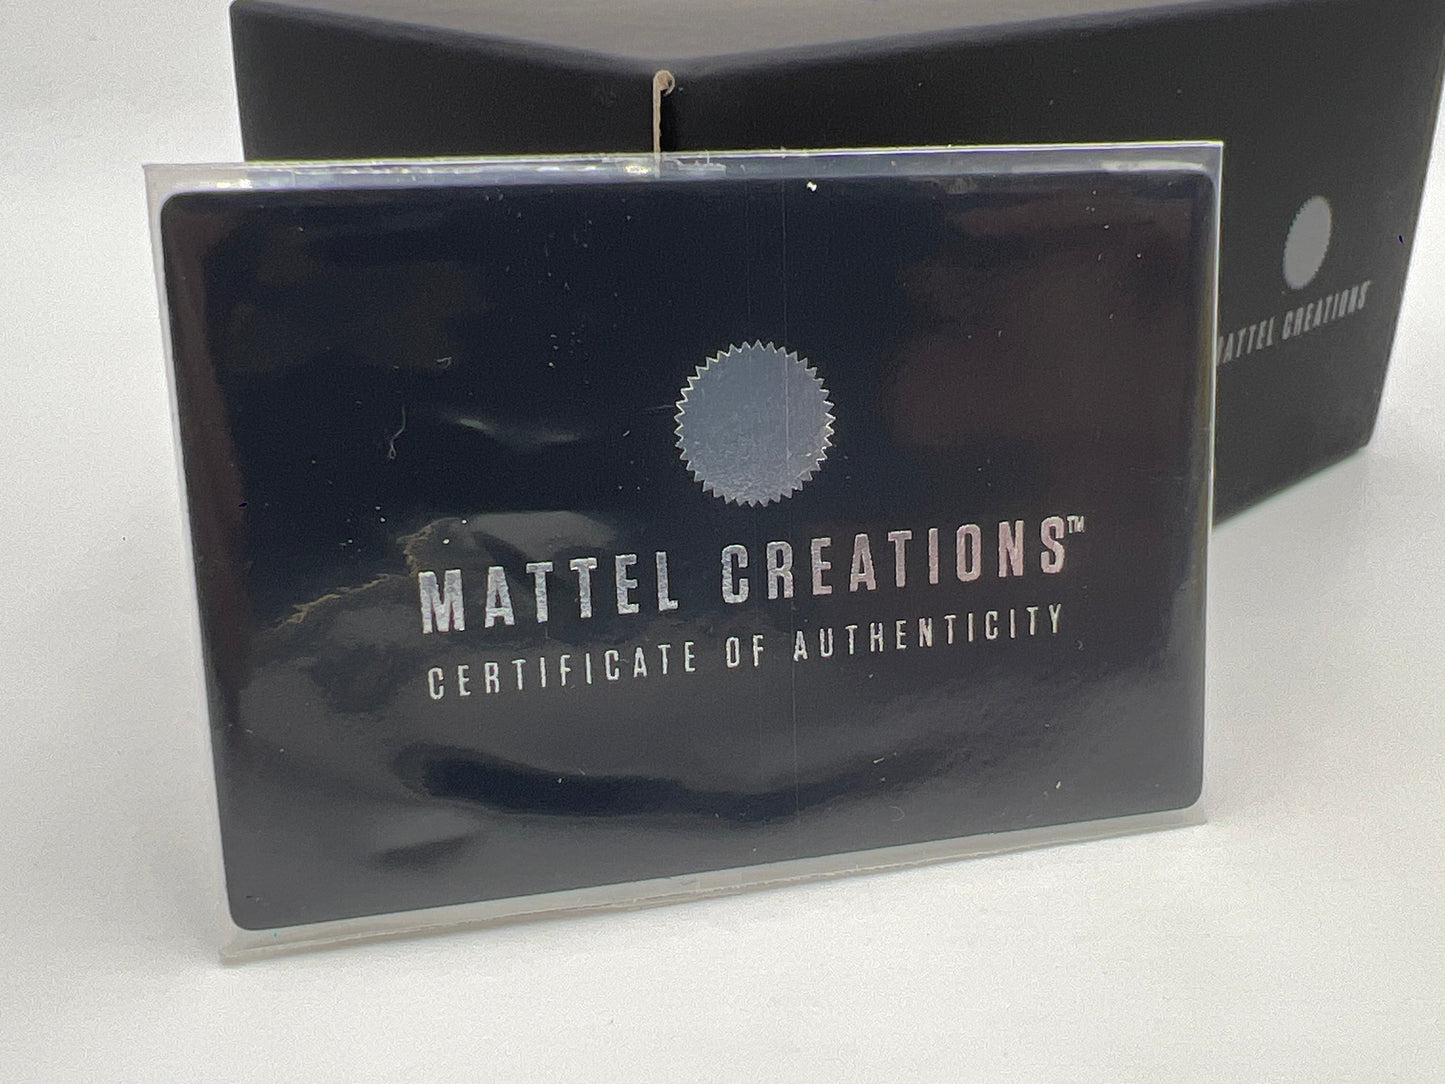 MATTEL CREATIONS™
CERTIFICATE OF AUTHENTICITY
MATTEL CREATIONS